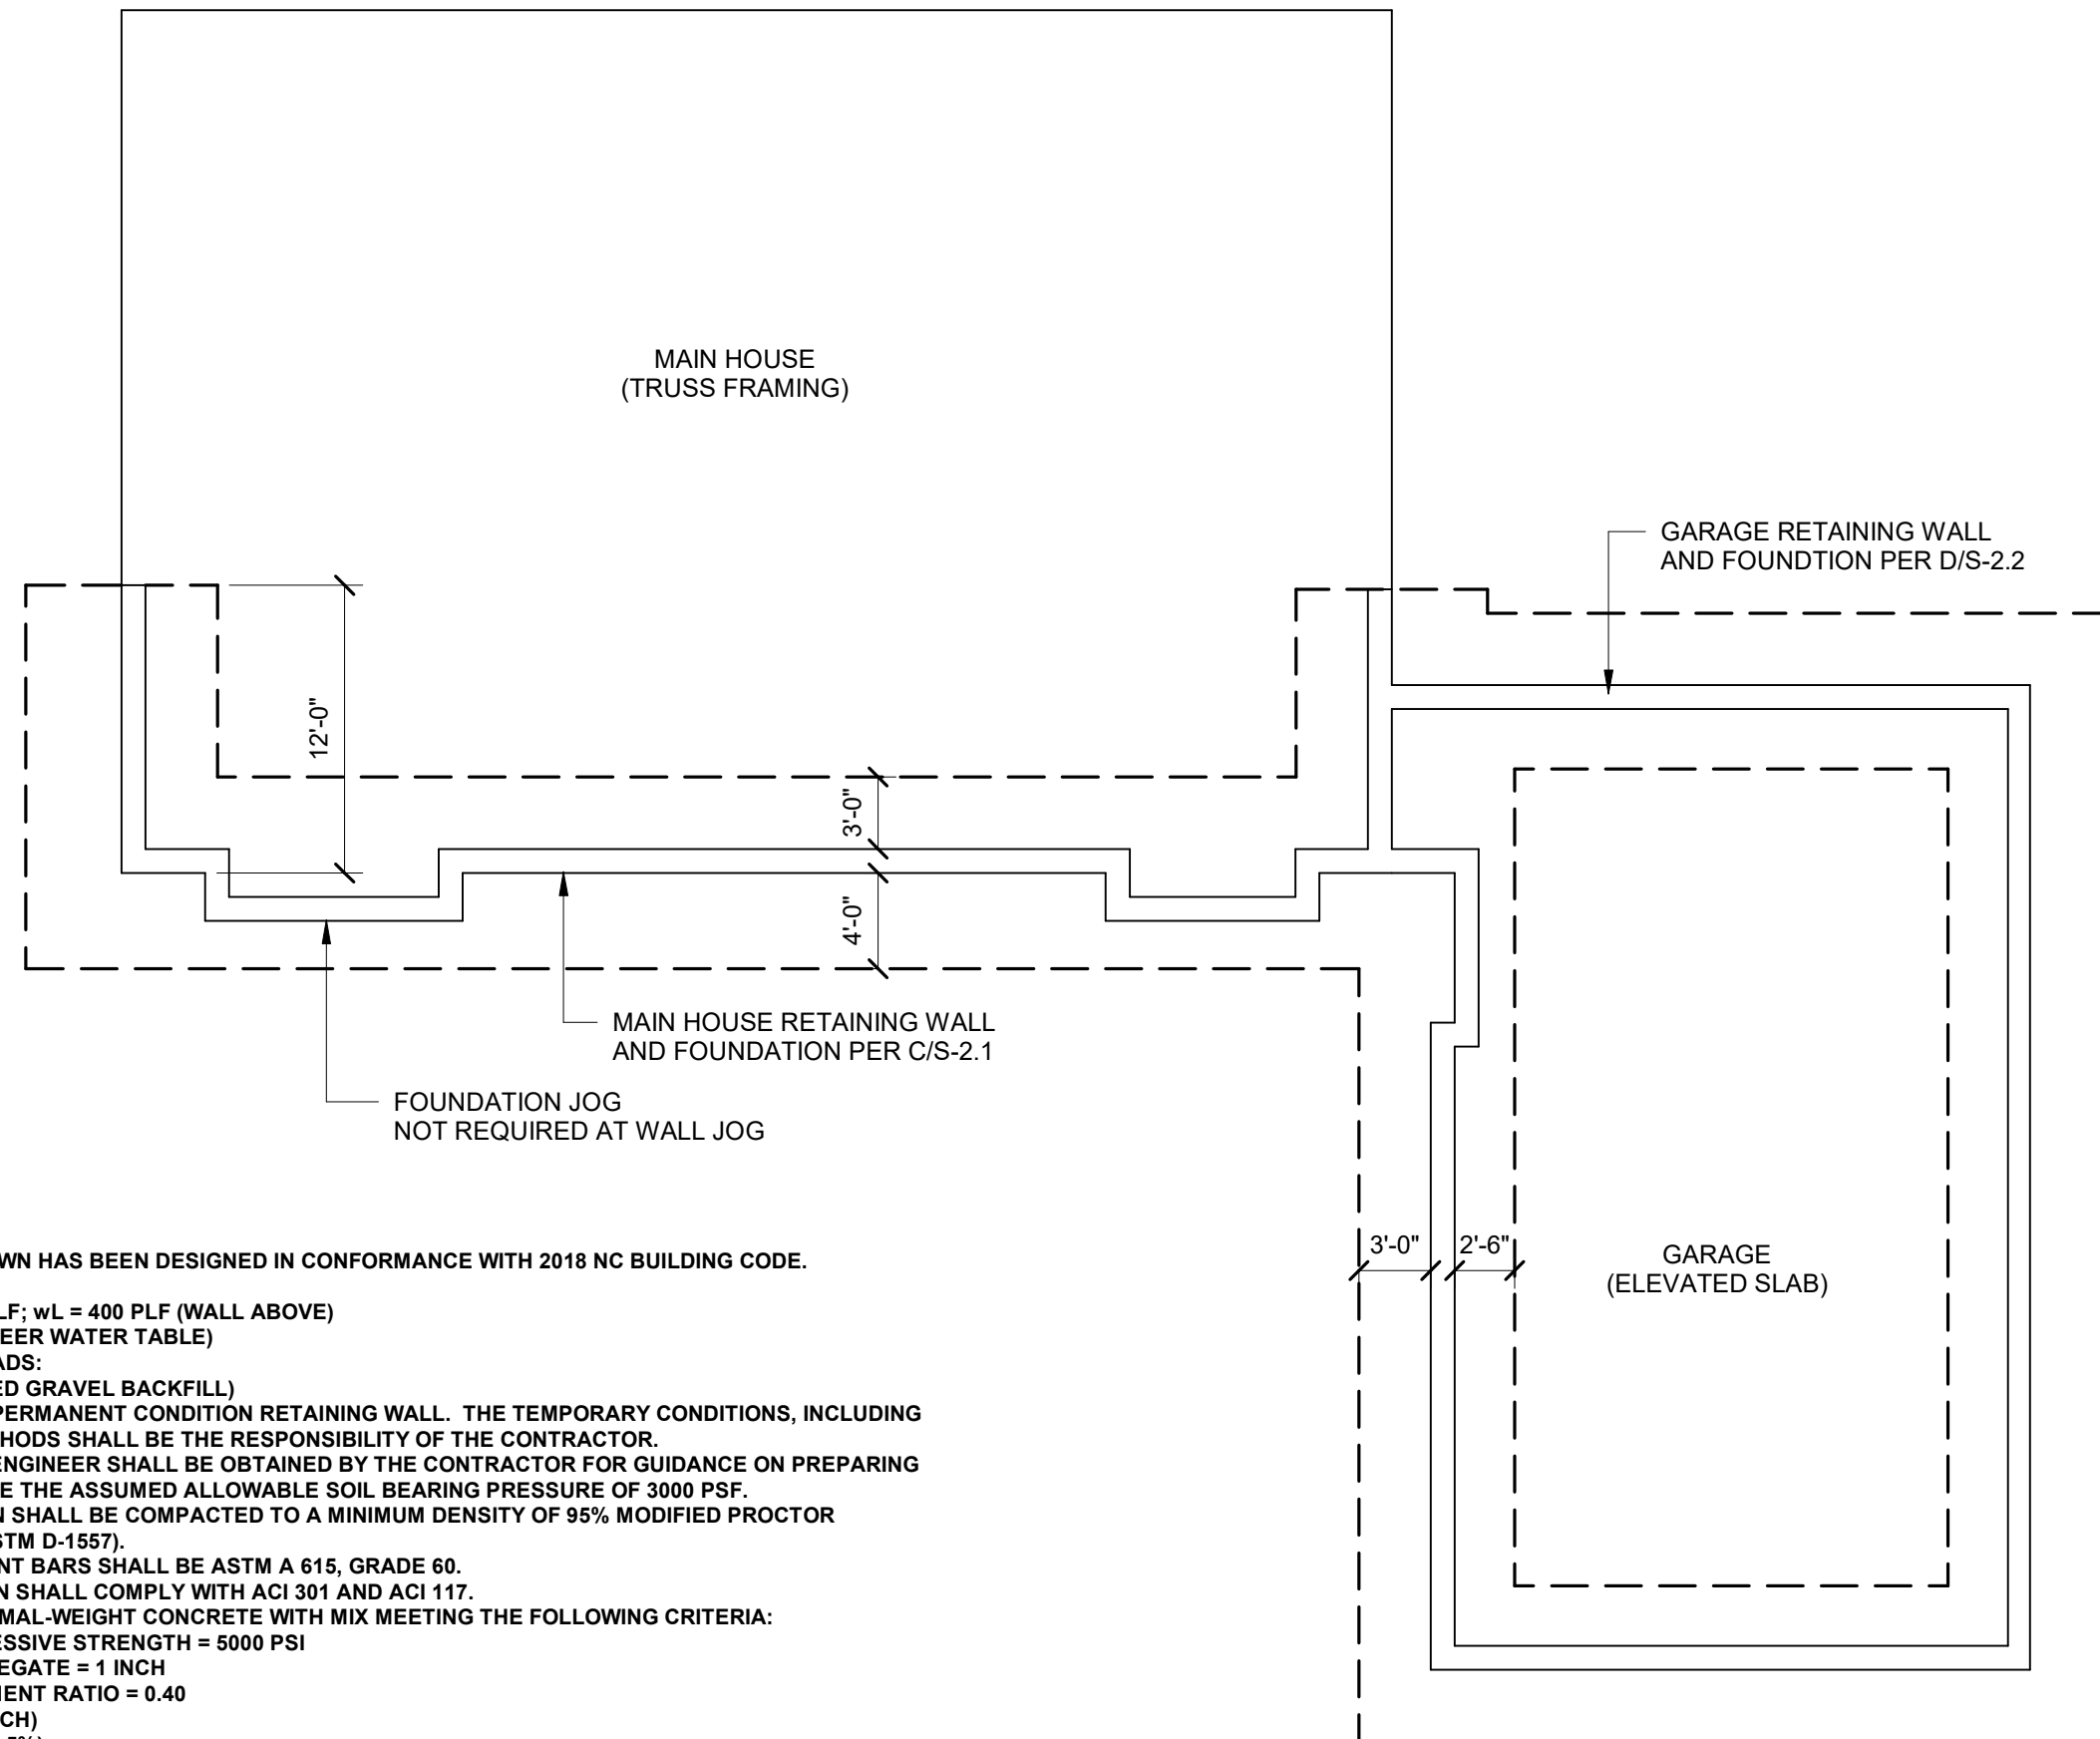 MAIN HOUSE
(TRUSS FRAMING)
GARAGE RETAINING WALL
AND FOUNDTION PER D/S-2.2
12'-0"
3'-0"
4'-0"
MAIN HOUSE RETAINING WALL
AND FOUNDATION PER C/S-2.1
FOUNDATION JOG
NOT REQUIRED AT WALL JOG
3'-0"
2'-6"
GARAGE
(ELEVATED SLAB)
HAS BEEN DESIGNED IN CONFORMANCE WITH 2018 NC BUILDING CODE.
LF; wL = 400 PLF (WALL ABOVE)
EER WATER TABLE)
ADS:
ED GRAVEL BACKFILL)
PERMANENT CONDITION RETAINING WALL. THE TEMPORARY CONDITIONS, INCLUDING
HODS SHALL BE THE RESPONSIBILITY OF THE CONTRACTOR.
ENGINEER SHALL BE OBTAINED BY THE CONTRACTOR FOR GUIDANCE ON PREPARING
E THE ASSUMED ALLOWABLE SOIL BEARING PRESSURE OF 3000 PSF.
N SHALL BE COMPACTED TO A MINIMUM DENSITY OF 95% MODIFIED PROCTOR
STM D-1557).
NT BARS SHALL BE ASTM A 615, GRADE 60.
N SHALL COMPLY WITH ACI 301 AND ACI 117.
MAL-WEIGHT CONCRETE WITH MIX MEETING THE FOLLOWING CRITERIA:
ESSIVE STRENGTH = 5000 PSI
EGATE = 1 INCH
MENT RATIO = 0.40
CH)